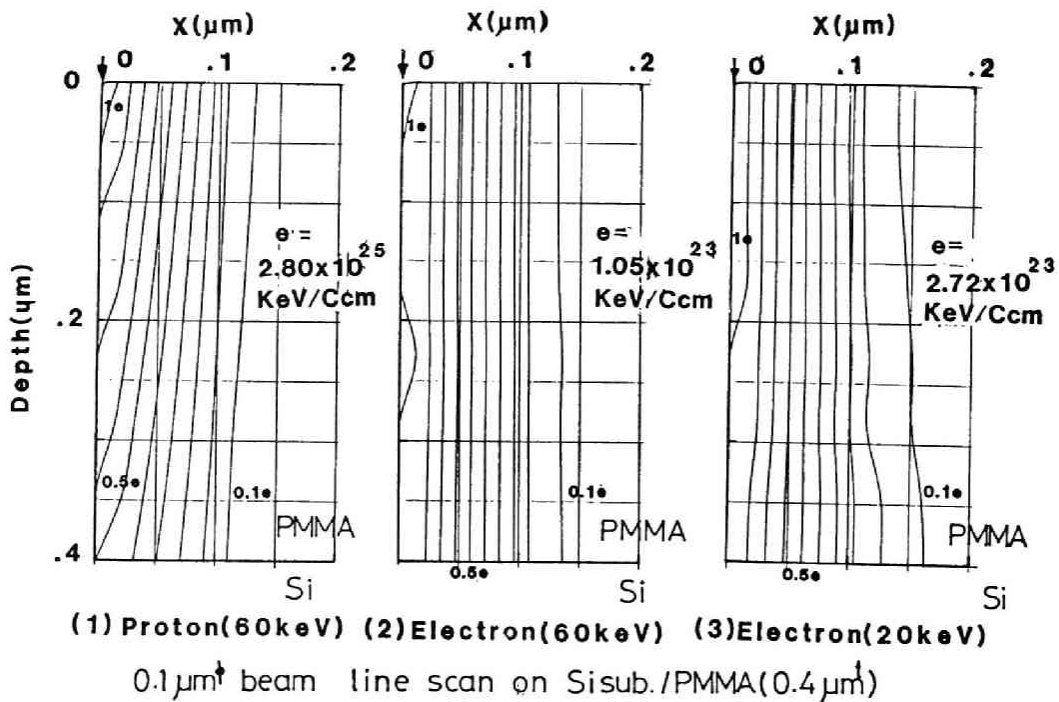 X(μm)
X(μm)
0 .1 .2
0 .1 .2
0 .1 .2
Depth(μm)
0
.2
.4
1e
e=
2.80x10^25
KeV/Ccm
0.5e
0.1e
PMMA
Si
1e
e=
1.05x10^23
KeV/Ccm
0.1e
PMMA
0.5e
Si
1e
e=
2.72x10^23
KeV/Ccm
0.1e
PMMA
0.5e
Si
(1) Proton(60keV) (2) Electron(60keV) (3) Electron(20keV)
0.1μm beam line scan on Si sub./PMMA(0.4μm)